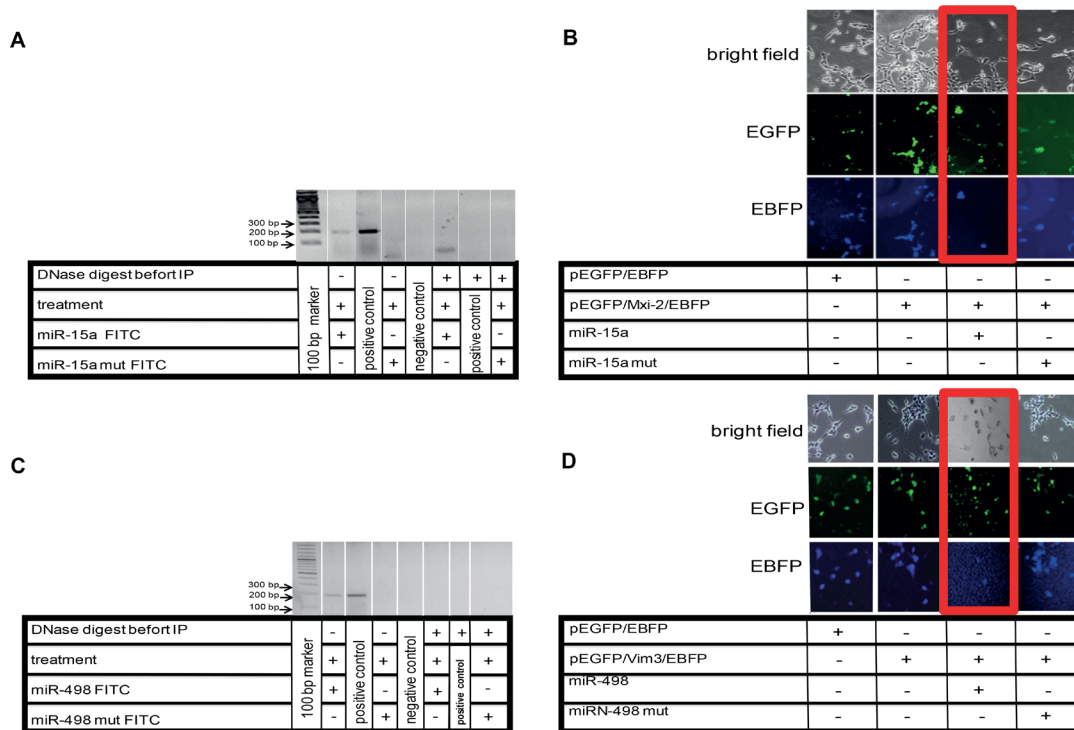 A
300 bp
200 bp
100 bp
DNase digest befort IP - - + + +
treatment + + + +
miR-15a FITC + - + -
miR-15a mut FITC - + - +
100 bp marker
positive control
negative control
positive control
B
bright field
EGFP
EBFP
pEGFP/EBFP + - - -
pEGFP/Mxi-2/EBFP - + + +
miR-15a - - + -
miR-15a mut - - - +
C
300 bp
200 bp
100 bp
DNase digest befort IP - - + + +
treatment + + + +
miR-498 FITC + - + -
miR-498 mut FITC - + - +
100 bp marker
positive control
negative control
positive control
D
bright field
EGFP
EBFP
pEGFP/EBFP + - - -
pEGFP/Vim3/EBFP - + + +
miR-498 - - + -
miRN-498 mut - - - +